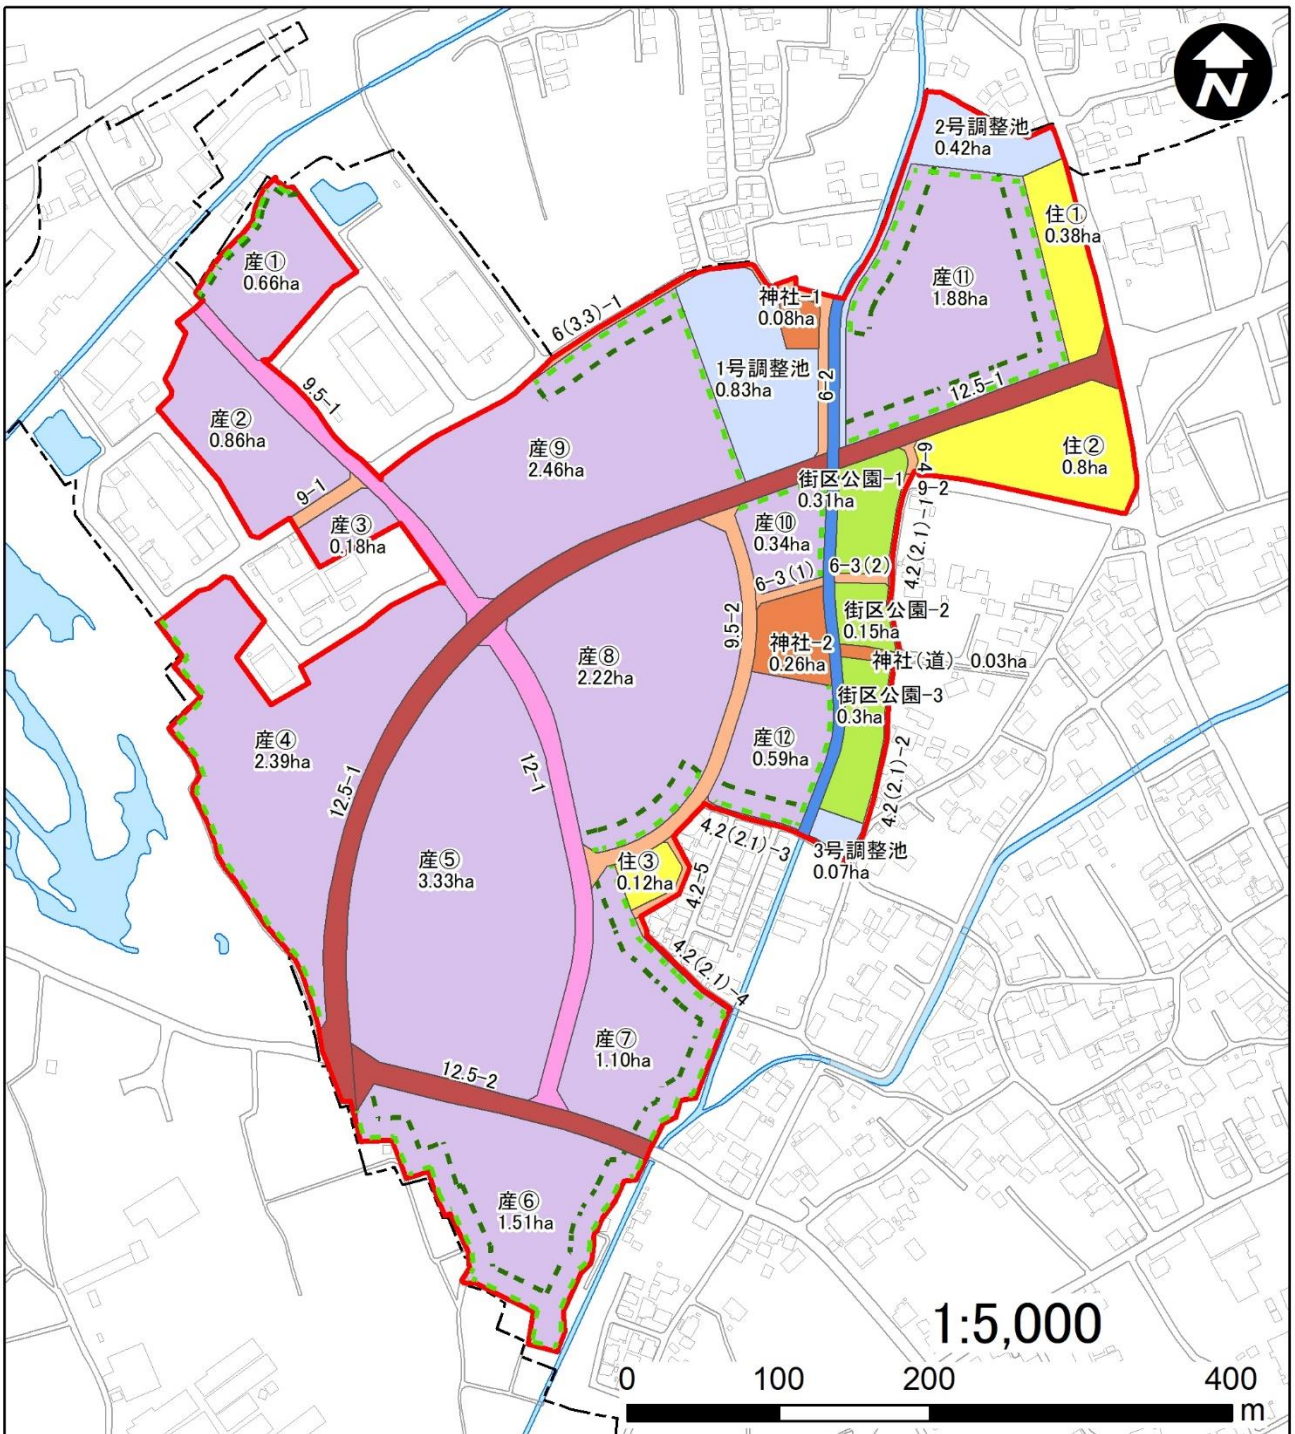 N
2号調整池
0.42ha
住①
0.38ha
産①
0.66ha
産⑪
1.88ha
神社-1
0.08ha
6(3.3)-1
1号調整池
0.83ha
6-2
12.5-1
9.5-1
産②
0.86ha
産⑨
2.46ha
住②
0.8ha
6-4
9-2
街区公園-1
0.31ha
9-1
産③
0.18ha
産⑩
0.34ha
4.2(2.1)-1
6-3(1)
6-3(2)
9.5-2
街区公園-2
0.15ha
神社-2
0.26ha
神社(道) 0.03ha
産⑧
2.22ha
街区公園-3
0.3ha
産④
2.39ha
産⑫
0.59ha
12-1
12.5-1
4.2(2.1)-2
4.2(2.1)-3
産⑤
3.33ha
住③
0.12ha
3号調整池
0.07ha
4.2-5
4.2(2.1)-4
産⑦
1.10ha
12.5-2
産⑥
1.51ha
1:5,000
0 100 200 400
m